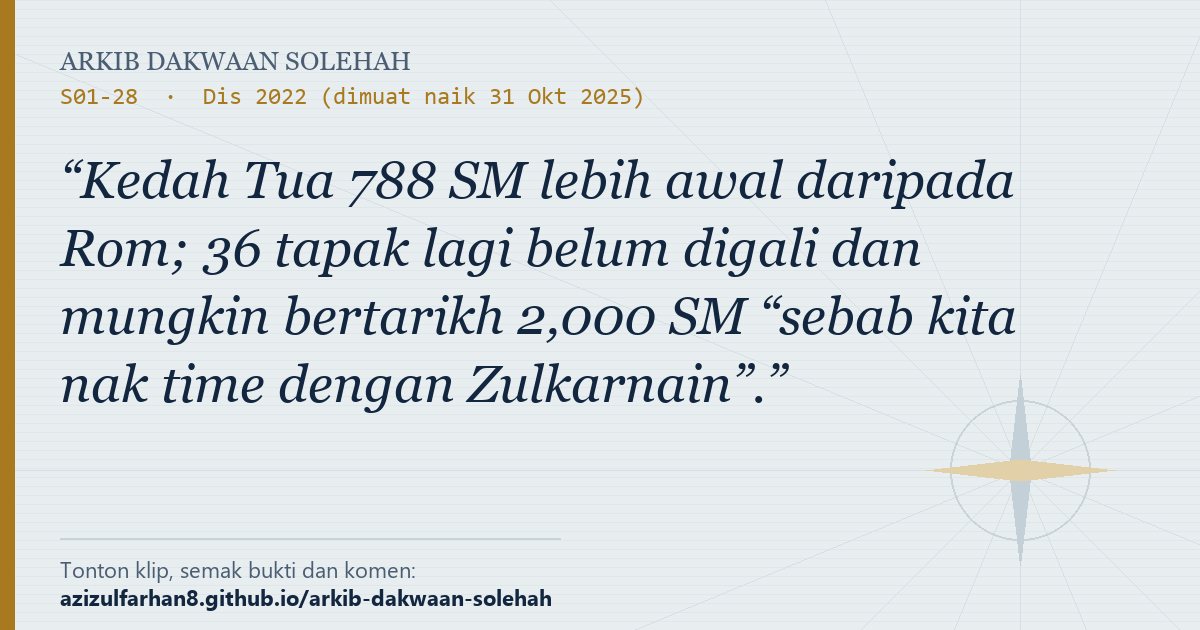 ARKIB DAKWAAN SOLEHAH
S01-28 · Dis 2022 (dimuat naik 31 Okt 2025)
“Kedah Tua 788 SM lebih awal daripada
Rom; 36 tapak lagi belum digali dan
mungkin bertarikh 2,000 SM “sebab kita
nak time dengan Zulkarnain”.”
Tonton klip, semak bukti dan komen:
azizulfarhan8.github.io/arkib-dakwaan-solehah